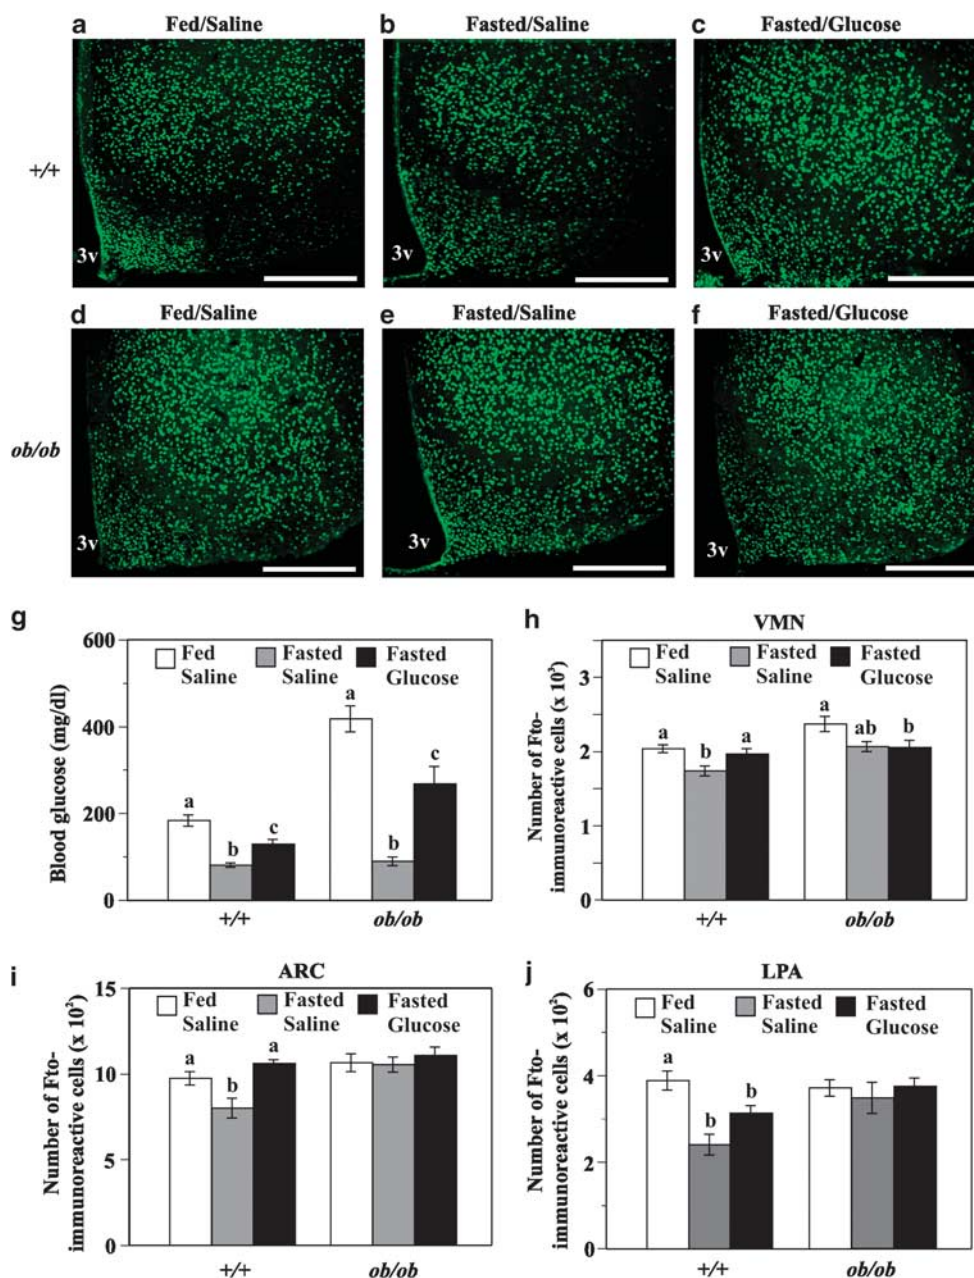 a Fed/Saline b Fasted/Saline c Fasted/Glucose
+/+
3v 3v 3v
d Fed/Saline e Fasted/Saline f Fasted/Glucose
ob/ob
3v 3v 3v
g
600
400
200
0
Blood glucose (mg/dl)
Fed Saline
Fasted Saline
Fasted Glucose
a b c a b c
+/+ ob/ob
h VMN
3
2
1
0
Number of Fto-
immunoreactive cells (x 10³)
Fed Saline
Fasted Saline
Fasted Glucose
a b a a ab b
+/+ ob/ob
i ARC
15
10
5
0
Number of Fto-
immunoreactive cells (x 10²)
Fed Saline
Fasted Saline
Fasted Glucose
a b a
+/+ ob/ob
j LPA
6
4
2
0
Number of Fto-
immunoreactive cells (x 10²)
Fed Saline
Fasted Saline
Fasted Glucose
a b b
+/+ ob/ob